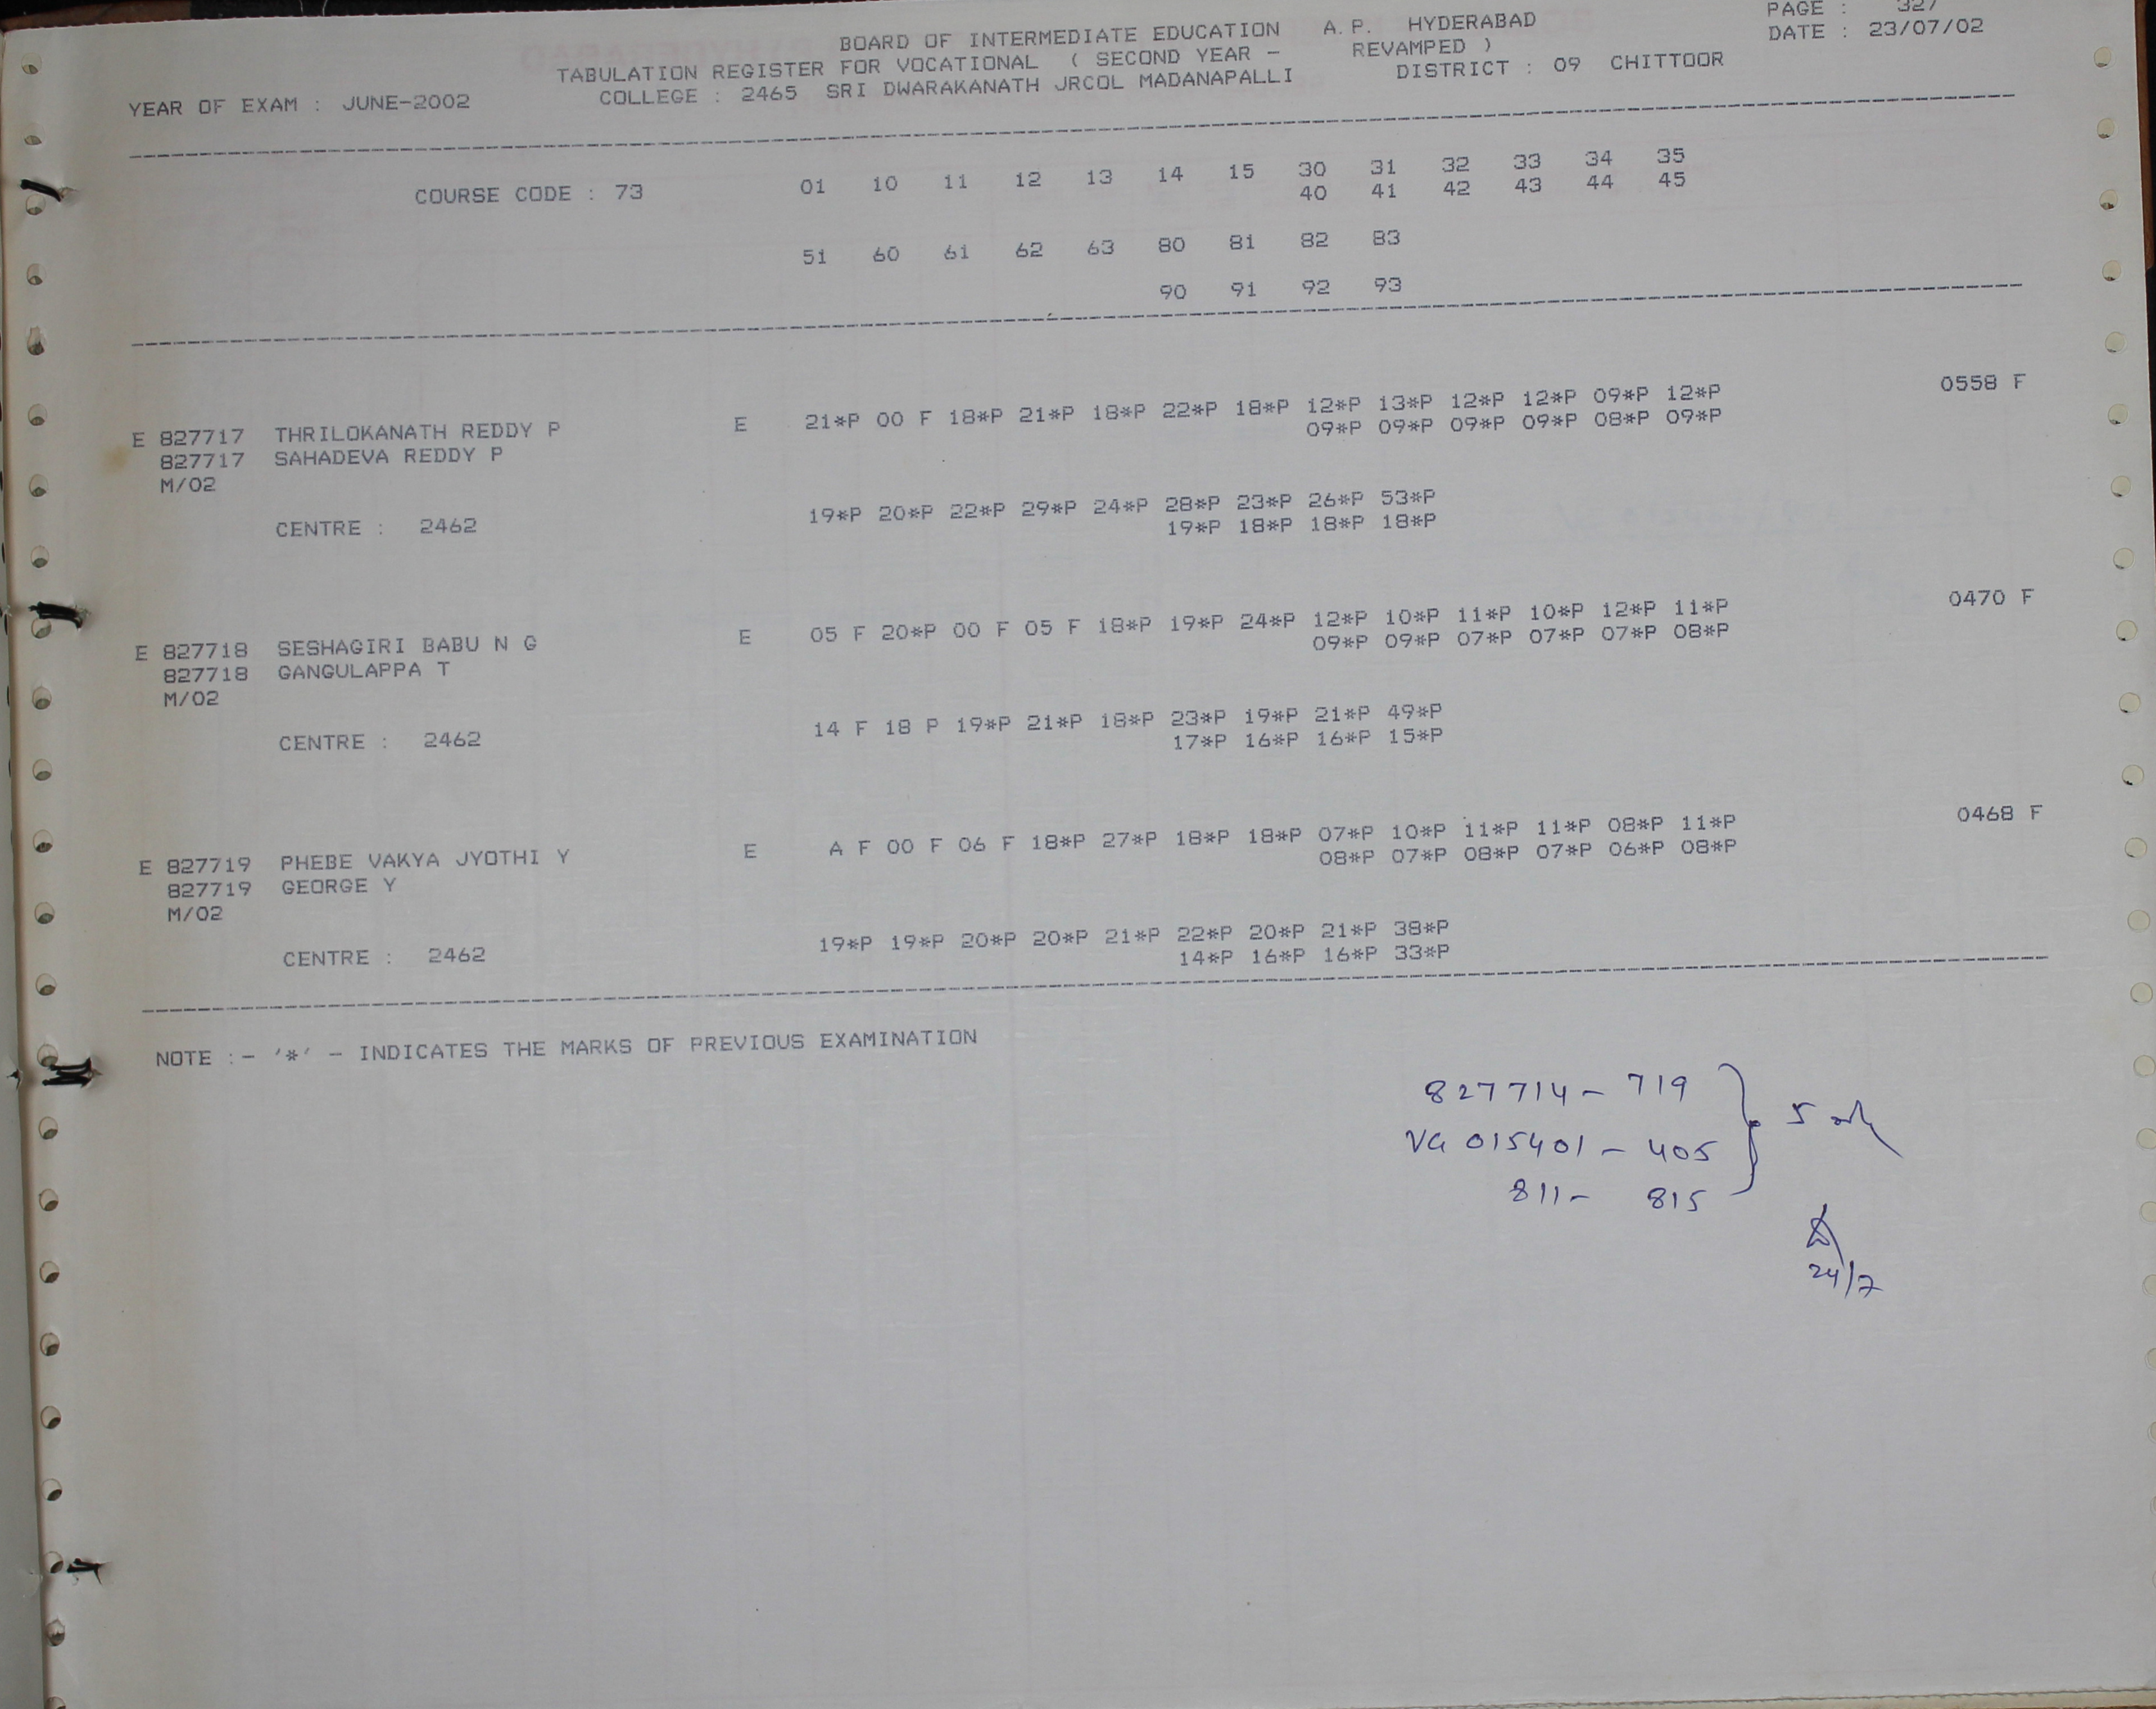 PAGE : 327
BOARD OF INTERMEDIATE EDUCATION A.P. HYDERABAD DATE : 23/07/02
TABULATION REGISTER FOR VOCATIONAL ( SECOND YEAR - REVAMPED )
YEAR OF EXAM : JUNE-2002 COLLEGE : 2465 SRI DWARAKANATH JRCOL MADANAPALLI DISTRICT : 09 CHITTOOR
COURSE CODE : 73 01 10 11 12 13 14 15 30 31 32 33 34 35
40 41 42 43 44 45
51 60 61 62 63 80 81 82 83
90 91 92 93
E 827717 THRILOKANATH REDDY P E 21*P 00 F 18*P 21*P 18*P 22*P 18*P 12*P 13*P 12*P 12*P 09*P 12*P 0558 F
827717 SAHADEVA REDDY P 09*P 09*P 09*P 09*P 08*P 09*P
M/02
CENTRE : 2462 19*P 20*P 22*P 29*P 24*P 28*P 23*P 26*P 53*P
19*P 18*P 18*P 18*P
E 827718 SESHAGIRI BABU N G E 05 F 20*P 00 F 05 F 18*P 19*P 24*P 12*P 10*P 11*P 10*P 12*P 11*P 0470 F
827718 GANGULAPPA T 09*P 09*P 07*P 07*P 07*P 08*P
M/02
CENTRE : 2462 14 F 18 P 19*P 21*P 18*P 23*P 19*P 21*P 49*P
17*P 16*P 16*P 15*P
E 827719 PHEBE VAKYA JYOTHI Y E A F 00 F 06 F 18*P 27*P 18*P 18*P 07*P 10*P 11*P 11*P 08*P 11*P 0468 F
827719 GEORGE Y 08*P 07*P 08*P 07*P 06*P 08*P
M/02
CENTRE : 2462 19*P 19*P 20*P 20*P 21*P 22*P 20*P 21*P 38*P
14*P 16*P 16*P 33*P
NOTE :- '*' - INDICATES THE MARKS OF PREVIOUS EXAMINATION
827714 - 719
VG 015401 - 405 5
811 - 815
24/7